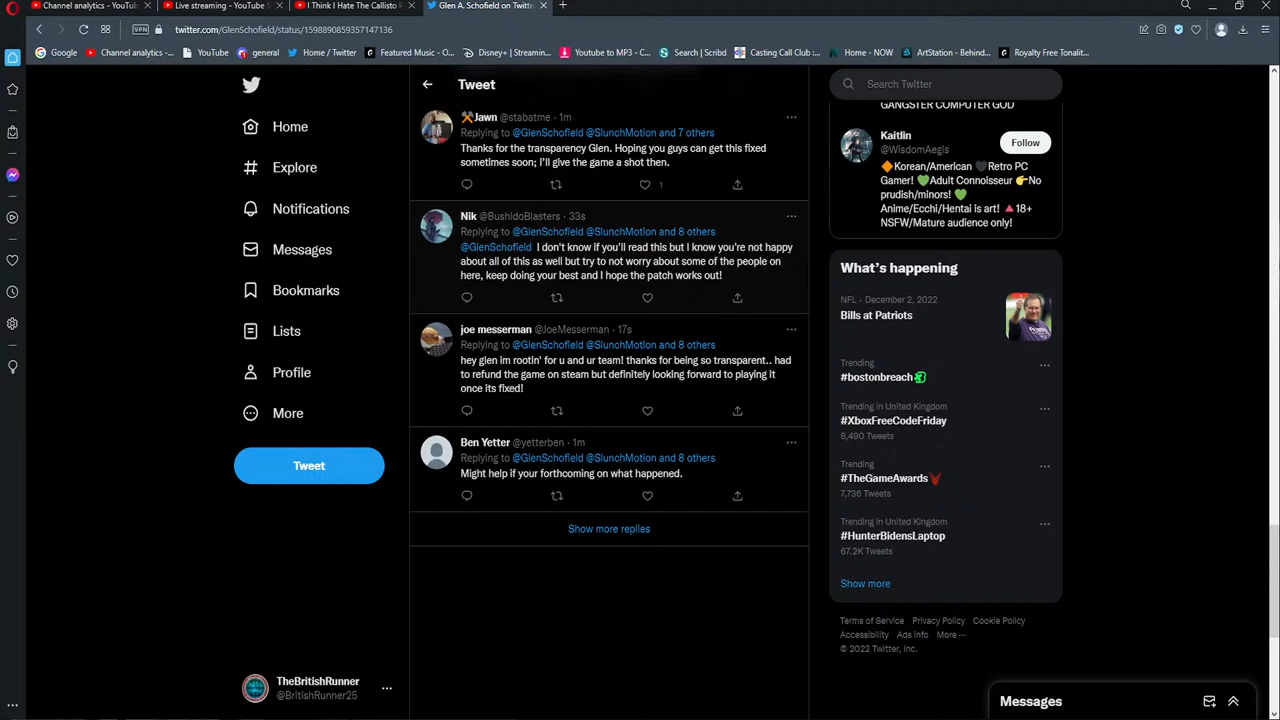 Channel analytics - YouTub
Live streaming - YouTube S
I Think I Hate The Callisto P
Glen A. Schofield on Twitter
VPN
twitter.com/GlenSchofield/status/1598890859357147136
Google
Channel analytics -...
YouTube
general
Home / Twitter
Featured Music - O...
Disney+ | Streamin...
Youtube to MP3 - C...
Search | Scribd
Casting Call Club :...
Home - NOW
ArtStation - Behind...
Royalty Free Tonalit...
Home
Explore
Notifications
Messages
Bookmarks
Lists
Profile
More
Tweet
TheBritishRunner
@BritishRunner25
Tweet
Jawn @stabatme · 1m
Replying to @GlenSchofield @SlunchMotion and 7 others
Thanks for the transparency Glen. Hoping you guys can get this fixed
sometimes soon; I'll give the game a shot then.
1
Nik @BushIdoBlasters · 33s
Replying to @GlenSchofield @SlunchMotion and 8 others
@GlenSchofield I don't know if you'll read this but I know you're not happy
about all of this as well but try to not worry about some of the people on
here, keep doing your best and I hope the patch works out!
joe messerman @JoeMesserman · 17s
Replying to @GlenSchofield @SlunchMotion and 8 others
hey glen im rootin' for u and ur team! thanks for being so transparent.. had
to refund the game on steam but definitely looking forward to playing it
once its fixed!
Ben Yetter @yetterben · 1m
Replying to @GlenSchofield @SlunchMotion and 8 others
Might help if your forthcoming on what happened.
Show more replies
Search Twitter
GANGSTER COMPUTER GOD
Kaitlin
@WisdomAegis
Follow
🔶Korean/American 🖤Retro PC
Gamer! 💚Adult Connoisseur 👉No
prudish/minors! 💚
Anime/Ecchi/Hentai is art! 🔺18+
NSFW/Mature audience only!
What's happening
NFL · December 2, 2022
Bills at Patriots
Trending
#bostonbreach
Trending in United Kingdom
#XboxFreeCodeFriday
8,490 Tweets
Trending
#TheGameAwards
7,736 Tweets
Trending in United Kingdom
#HunterBidensLaptop
67.2K Tweets
Show more
Terms of Service Privacy Policy Cookie Policy
Accessibility Ads info More ···
© 2022 Twitter, Inc.
Messages